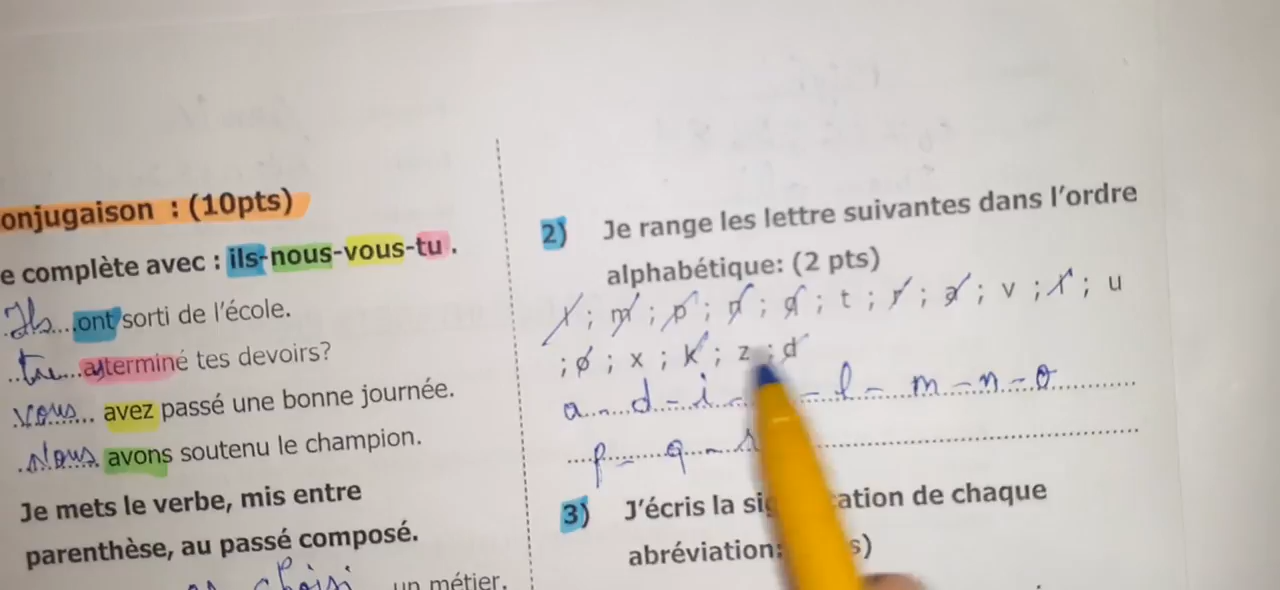 onjugaison : (10pts)
e complète avec : ils-nous-vous-tu .
Ils....ont sorti de l'école.
..tu....as terminé tes devoirs?
.vous... avez passé une bonne journée.
.Nous. avons soutenu le champion.
Je mets le verbe, mis entre
parenthèse, au passé composé.
choisi un métier.
2) Je range les lettre suivantes dans l'ordre
alphabétique: (2 pts)
; m ; p ; n ; q ; t ; r ; a ; v ; ; u
; o ; x ; k ; z ; d
a - d - i - - l - m - n - o
p - q -
3) J'écris la de chaque
abréviation: